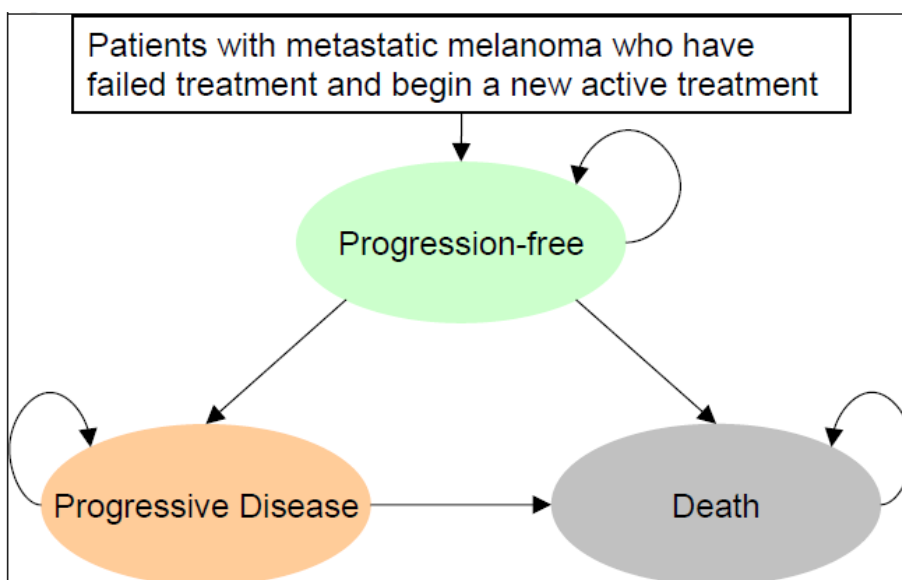 Patients with metastatic melanoma who have
failed treatment and begin a new active treatment
Progression-free
Progressive Disease
Death